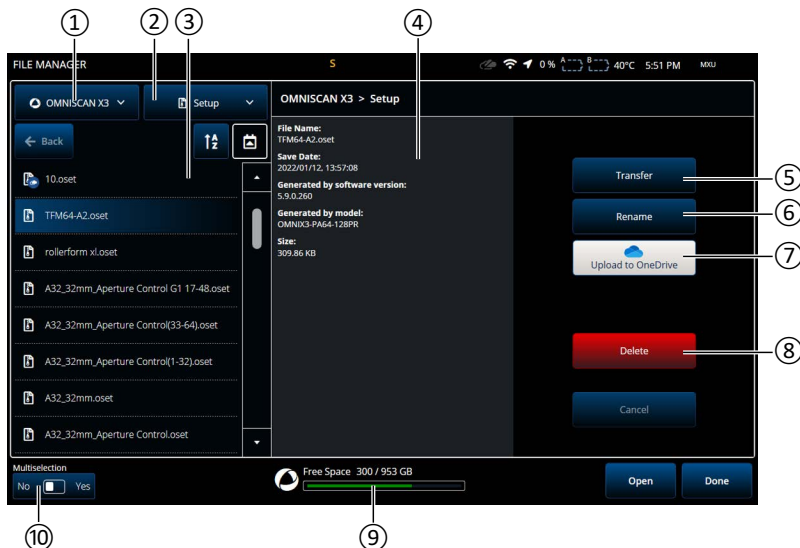 ① ② ③ ④
FILE MANAGER S 0 % A B 40°C 5:51 PM MXU
OMNISCAN X3 Setup OMNISCAN X3 > Setup
← Back
10.oset
TFM64-A2.oset
rollerform xl.oset
A32_32mm_Aperture Control G1 17-48.oset
A32_32mm_Aperture Control(33-64).oset
A32_32mm_Aperture Control(1-32).oset
A32_32mm.oset
A32_32mm_Aperture Control.oset
File Name:
TFM64-A2.oset
Save Date:
2022/01/12, 13:57:08
Generated by software version:
5.9.0.260
Generated by model:
OMNIX3-PA64-128PR
Size:
309.86 KB
Transfer ⑤
Rename ⑥
Upload to OneDrive ⑦
Delete ⑧
Cancel
Multiselection
No Yes
Free Space 300 / 953 GB
Open Done
⑩ ⑨